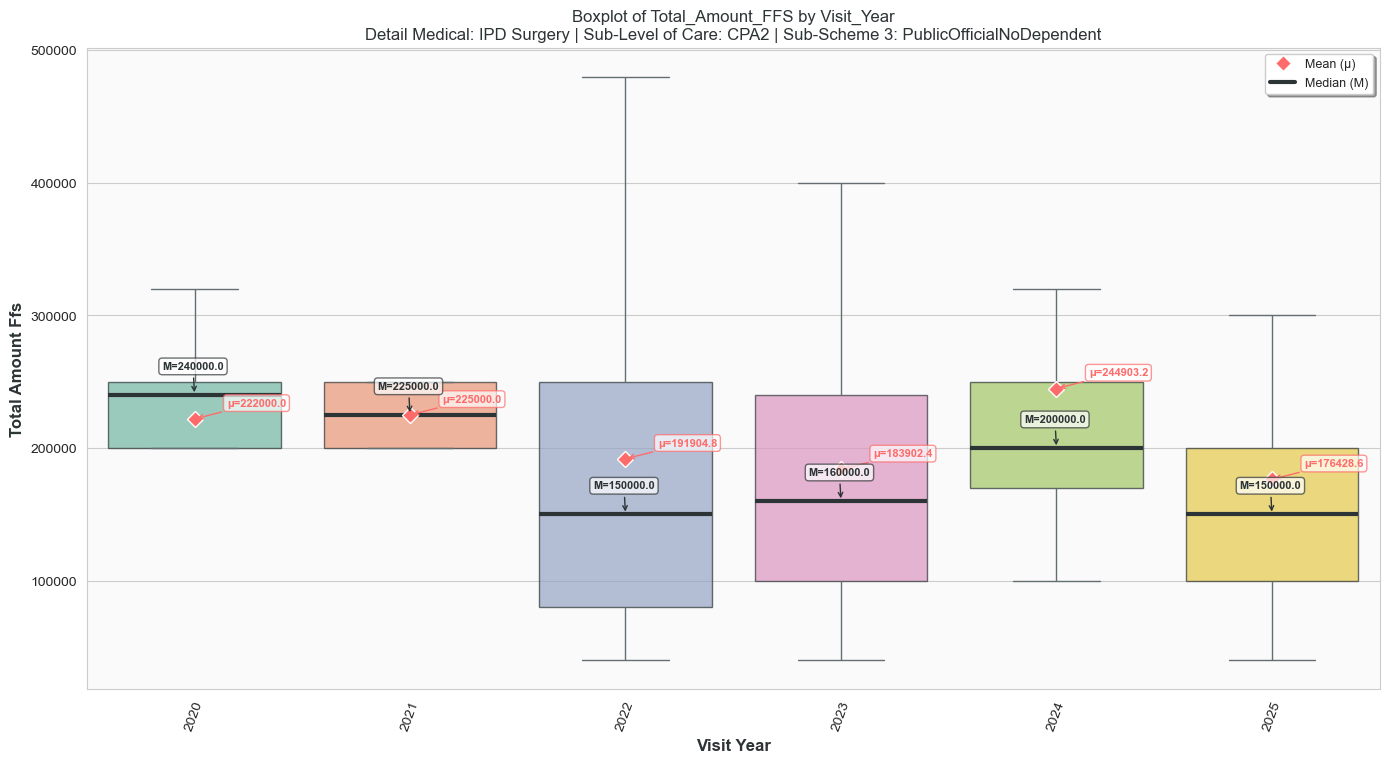 Boxplot of Total_Amount_FFS by Visit_Year
Detail Medical: IPD Surgery | Sub-Level of Care: CPA2 | Sub-Scheme 3: PublicOfficialNoDependent
Mean (μ)
Median (M)
Total Amount Ffs
500000
400000
300000
200000
100000
M=240000.0
μ=222000.0
M=225000.0
μ=225000.0
μ=191904.8
M=150000.0
μ=183902.4
M=160000.0
μ=244903.2
M=200000.0
μ=176428.6
M=150000.0
2020
2021
2022
2023
2024
2025
Visit Year